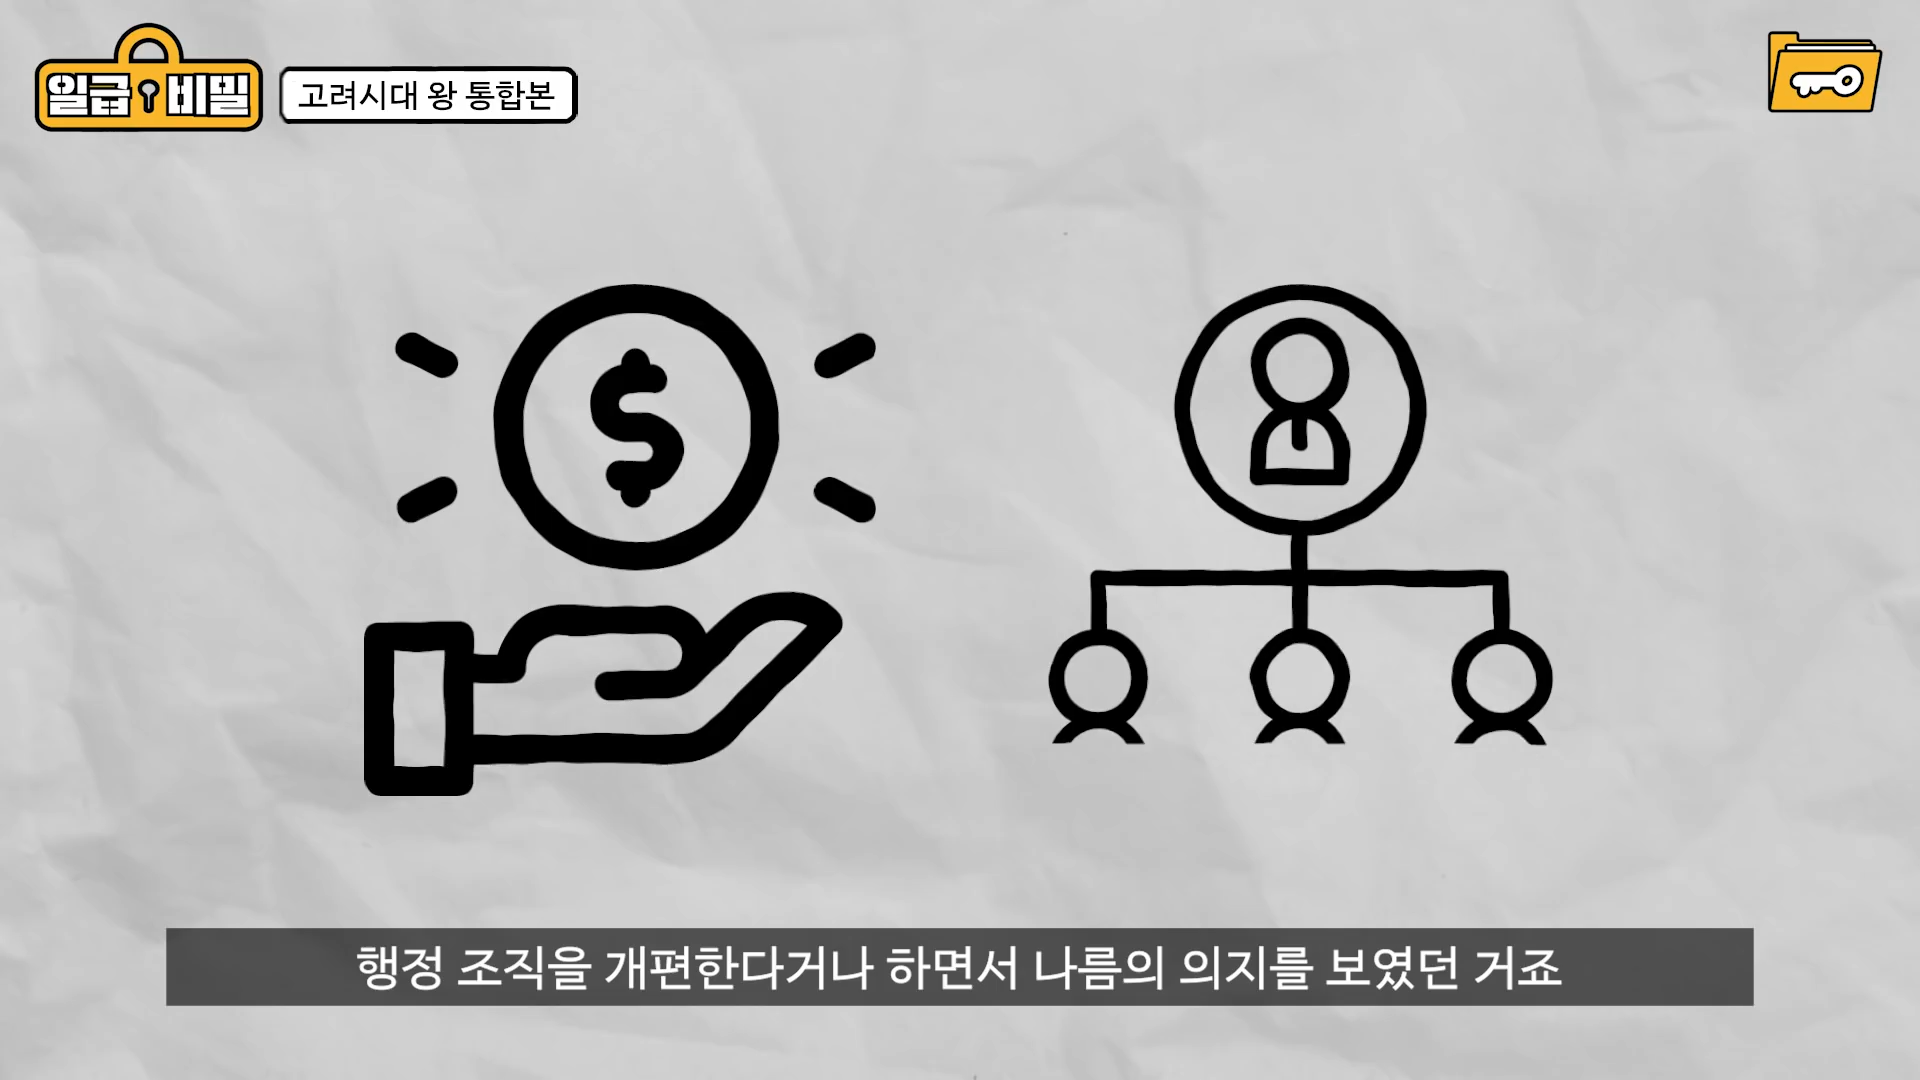 일급비밀
고려시대 왕 통합본
$
행정 조직을 개편한다거나 하면서 나름의 의지를 보였던 거죠